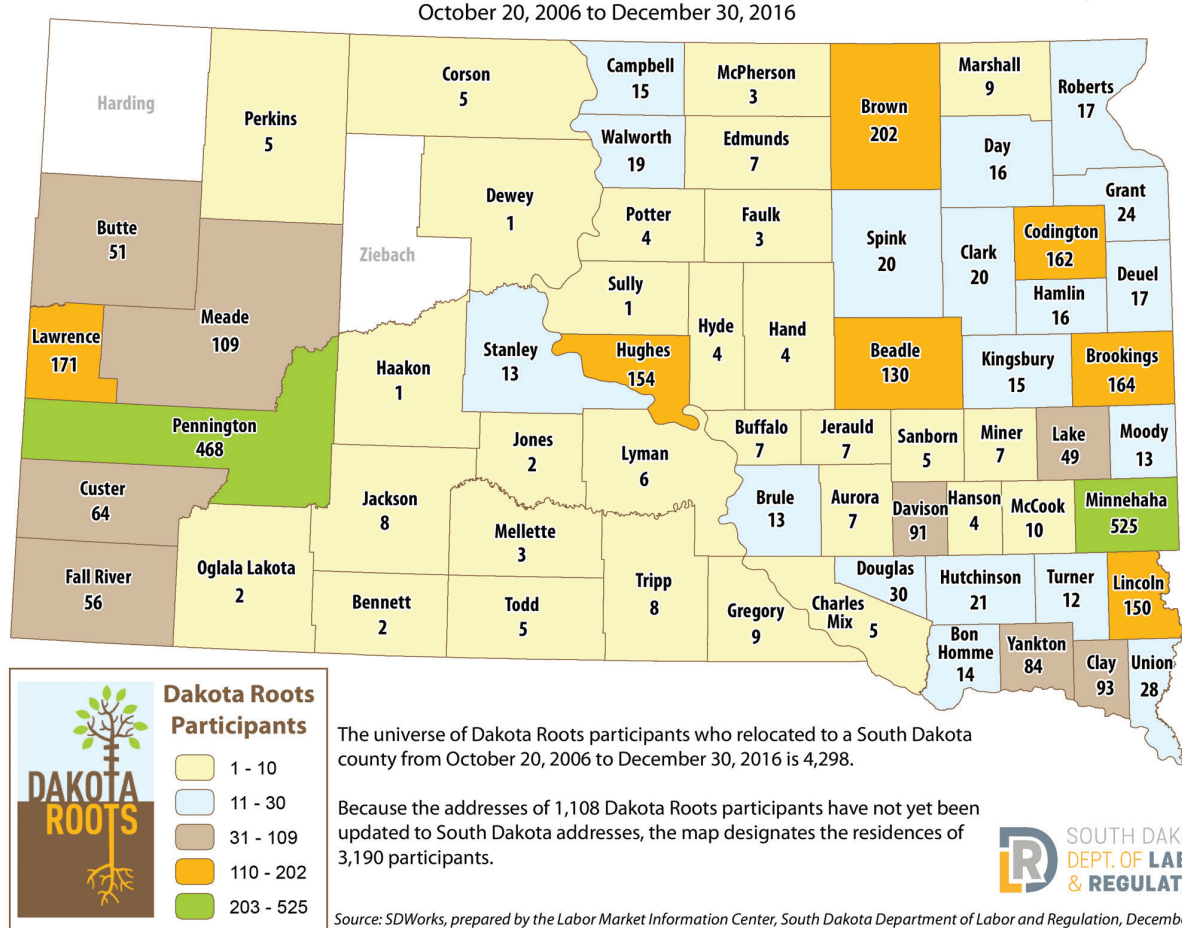 October 20, 2006 to December 30, 2016
Harding
Perkins
5
Corson
5
Campbell
15
McPherson
3
Brown
202
Marshall
9
Roberts
17
Walworth
19
Edmunds
7
Day
16
Butte
51
Dewey
1
Ziebach
Potter
4
Faulk
3
Spink
20
Clark
20
Codington
162
Grant
24
Deuel
17
Hamlin
16
Lawrence
171
Meade
109
Haakon
1
Stanley
13
Sully
1
Hughes
154
Hyde
4
Hand
4
Beadle
130
Kingsbury
15
Brookings
164
Pennington
468
Jones
2
Lyman
6
Buffalo
7
Jerauld
7
Sanborn
5
Miner
7
Lake
49
Moody
13
Custer
64
Jackson
8
Mellette
3
Brule
13
Aurora
7
Davison
91
Hanson
4
McCook
10
Minnehaha
525
Fall River
56
Oglala Lakota
2
Bennett
2
Todd
5
Tripp
8
Gregory
9
Charles
Mix
5
Douglas
30
Hutchinson
21
Turner
12
Lincoln
150
Bon
Homme
14
Yankton
84
Clay
93
Union
28
DAKOTA
ROOTS
Dakota Roots
Participants
1 - 10
11 - 30
31 - 109
110 - 202
203 - 525
The universe of Dakota Roots participants who relocated to a South Dakota
county from October 20, 2006 to December 30, 2016 is 4,298.
Because the addresses of 1,108 Dakota Roots participants have not yet been
updated to South Dakota addresses, the map designates the residences of
3,190 participants.
LR
SOUTH DAK
DEPT. OF LAB
& REGULAT
Source: SDWorks, prepared by the Labor Market Information Center, South Dakota Department of Labor and Regulation, Decemb